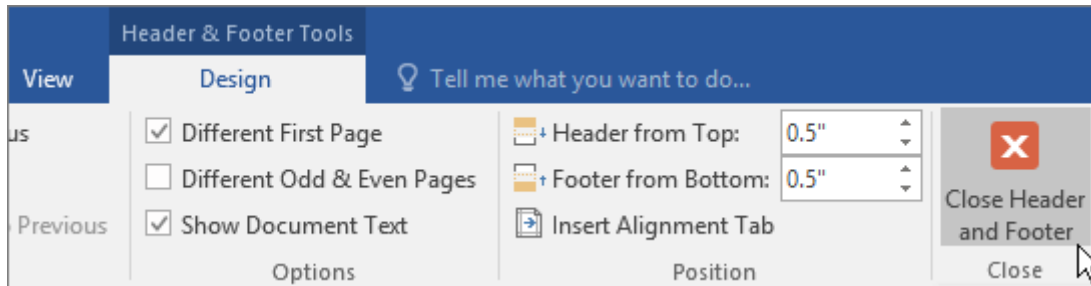 Header & Footer Tools
View Design Tell me what you want to do...
us Different First Page Header from Top: 0.5"
Different Odd & Even Pages Footer from Bottom: 0.5"
Previous Show Document Text Insert Alignment Tab
Close Header
and Footer
Options Position Close